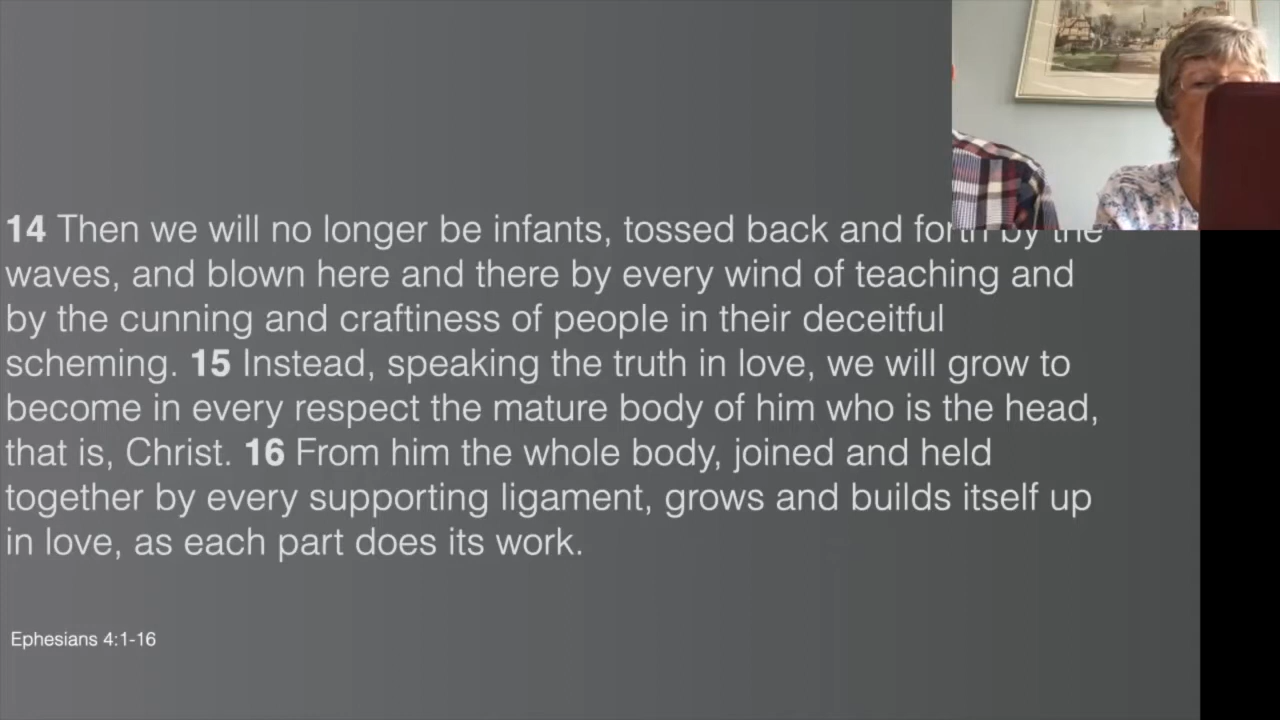 14 Then we will no longer be infants, tossed back and forth by the
waves, and blown here and there by every wind of teaching and
by the cunning and craftiness of people in their deceitful
scheming. 15 Instead, speaking the truth in love, we will grow to
become in every respect the mature body of him who is the head,
that is, Christ. 16 From him the whole body, joined and held
together by every supporting ligament, grows and builds itself up
in love, as each part does its work.
Ephesians 4:1-16